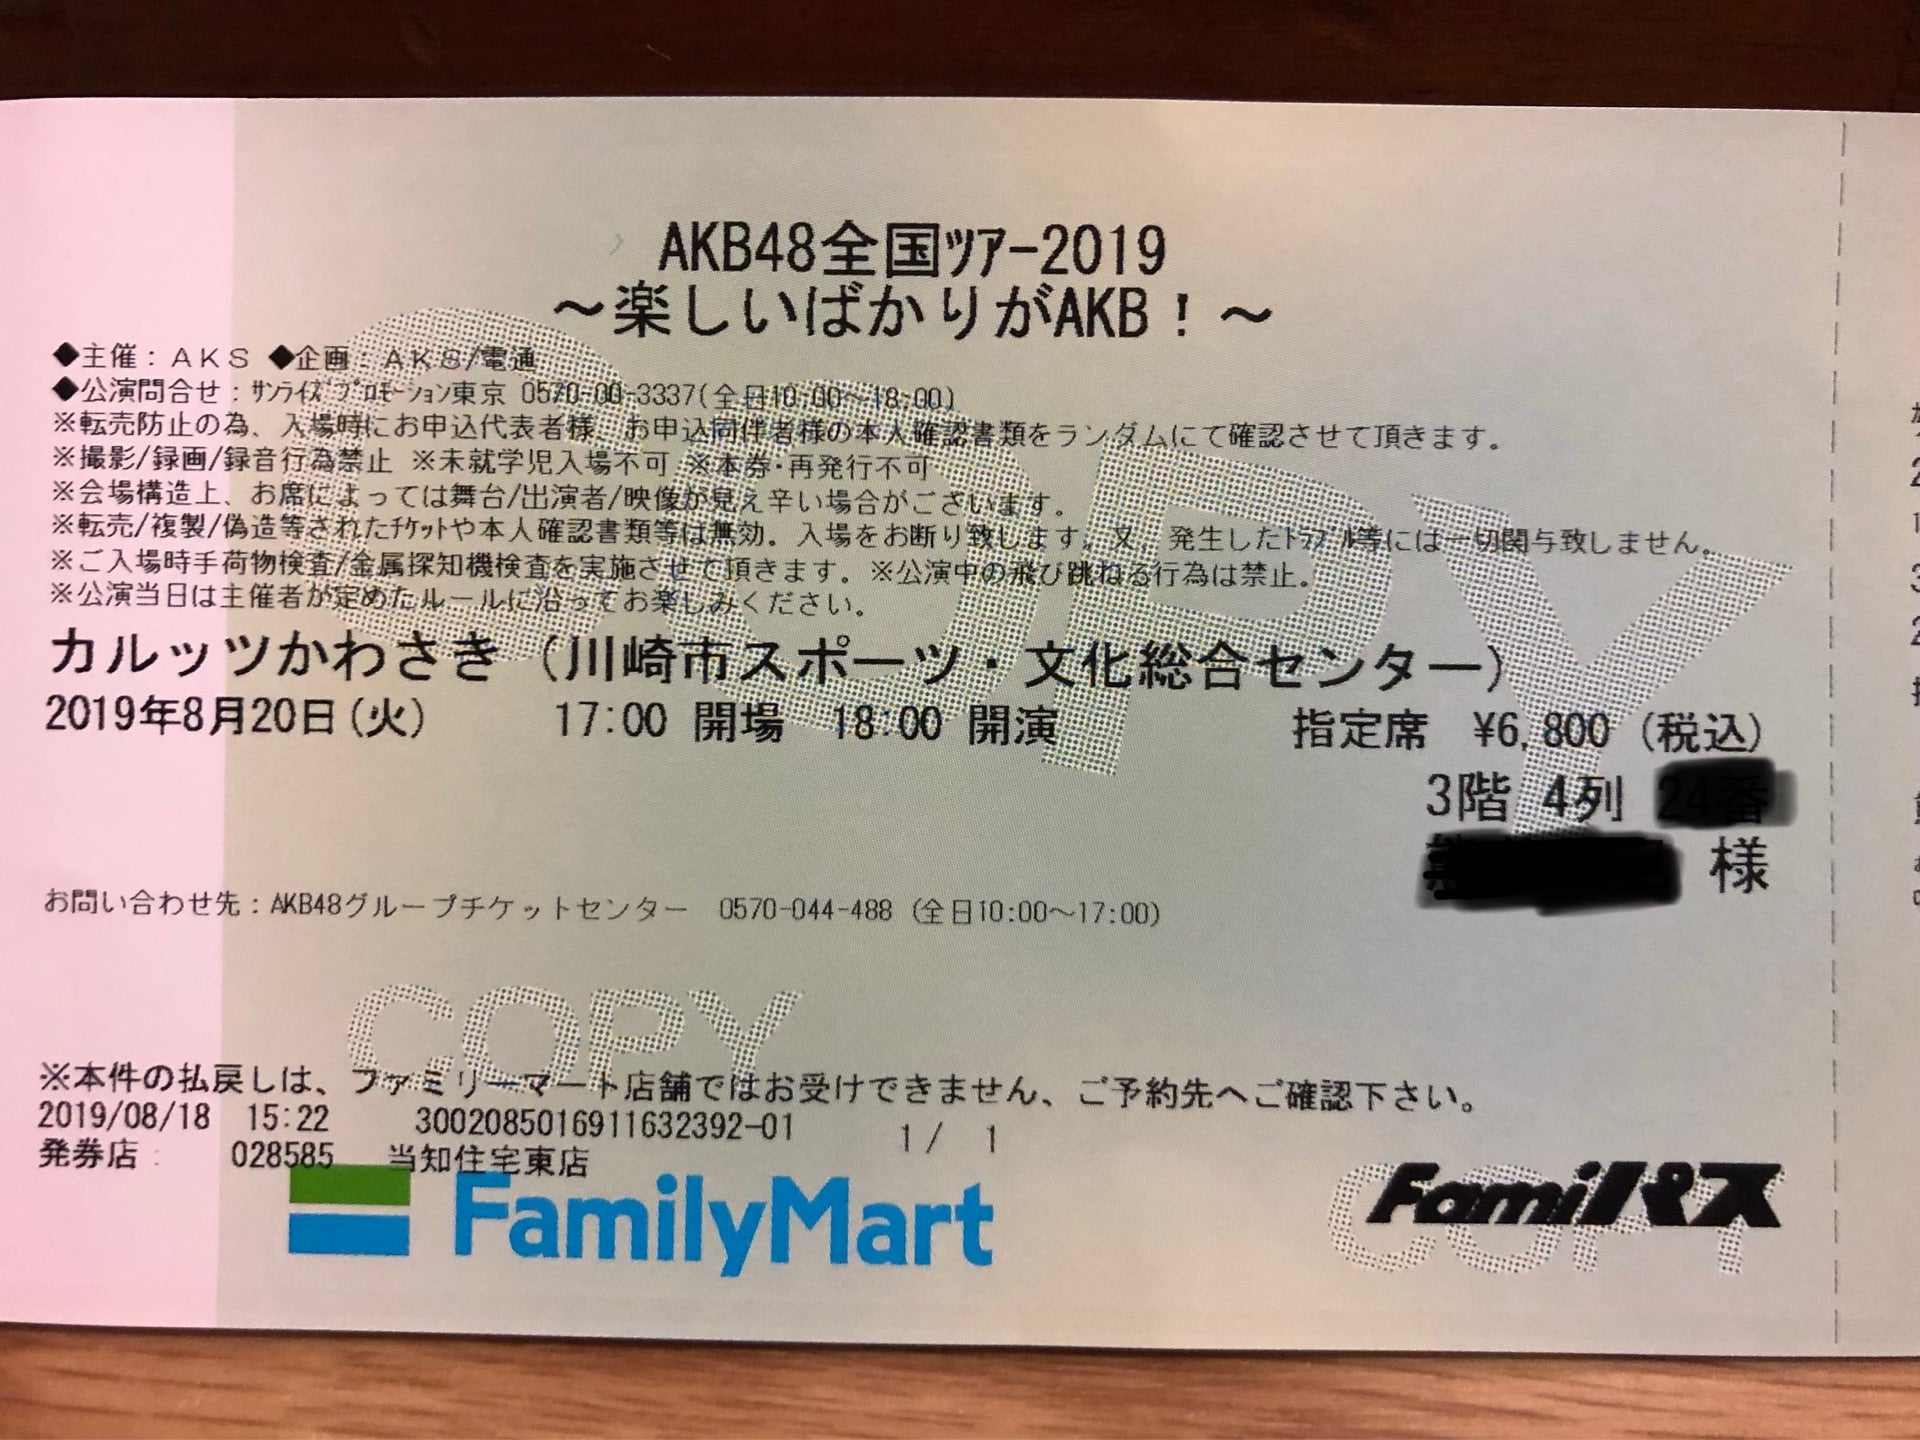 AKB48全国ﾂｱｰ2019
～楽しいばかりがAKB！～
◆主催：ＡＫＳ ◆企画：ＡＫＳ/電通
◆公演問合せ：ｻﾝﾗｲｽﾞﾌﾟﾛﾓｰｼｮﾝ東京 0570-00-3337(全日10:00～18:00)
※転売防止の為、入場時にお申込代表者様、お申込同伴者様の本人確認書類をランダムにて確認させて頂きます。
※撮影/録画/録音行為禁止 ※未就学児入場不可 ※本券･再発行不可
※会場構造上、お席によっては舞台/出演者/映像が見え辛い場合がございます。
※転売/複製/偽造等されたﾁｹｯﾄや本人確認書類等は無効。入場をお断り致します。又、発生したﾄﾗﾌﾞﾙ等には一切関与致しません。
※ご入場時手荷物検査/金属探知機検査を実施させて頂きます。※公演中の飛び跳ねる行為は禁止。
※公演当日は主催者が定めたルールに沿ってお楽しみください。
カルッツかわさき（川崎市スポーツ・文化総合センター）
2019年8月20日(火) 17:00 開場 18:00 開演 指定席 ¥6,800 (税込)
3階 4列
様
お問い合わせ先：AKB48グループチケットセンター 0570-044-488 (全日10:00～17:00)
COPY
COPY
※本件の払戻しは、ファミリーマート店舗ではお受けできません、ご予約先へご確認下さい。
2019/08/18 15:22 3002085016911632392-01 1/ 1
発券店： 028585 当知住宅東店
FamilyMart
Famiパス
COPY